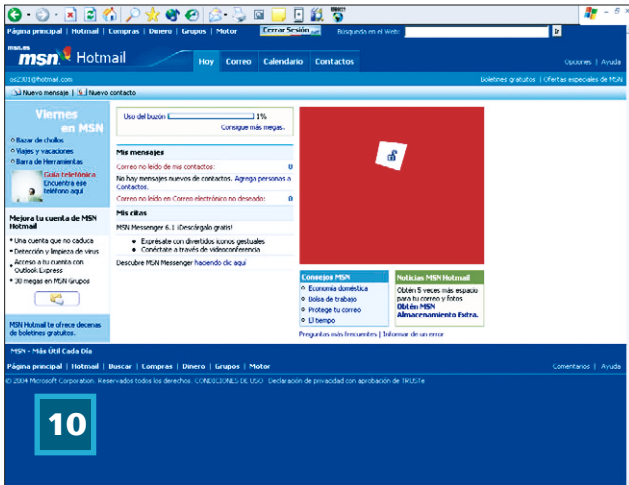 Página principal | Hotmail | Compras | Dinero | Grupos | Motor
Cerrar Sesión .net
Búsqueda en el Web:
Ir
msn.es
msn Hotmail
Hoy Correo Calendario Contactos
Opciones | Ayuda
os2301@hotmail.com
Boletines gratuitos | Ofertas especiales de MSN
Nuevo mensaje | Nuevo contacto
Viernes
en MSN
Bazar de chollos
Viajes y vacaciones
Barra de Herramientas
Guía telefónica
Encuentra ese
teléfono aquí
Mejora tu cuenta de MSN
Hotmail
• Una cuenta que no caduca
• Detección y limpieza de virus
• Acceso a tu cuenta con
Outlook Express
• 30 megas en MSN Grupos
MSN Hotmail te ofrece decenas
de boletines gratuitos.
Uso del buzón 1%
Consigue más megas.
Mis mensajes
Correo no leído de mis contactos: 0
No hay mensajes nuevos de contactos. Agrega personas a
Contactos.
Correo no leído en Correo electrónico no deseado: 0
Mis citas
MSN Messenger 6.1 ¡Descárgalo gratis!
• Exprésate con divertidos iconos gestuales
• Conéctate a través de videoconferencia
Descubre MSN Messenger haciendo clic aquí
Consejos MSN
Economía doméstica
Bolsa de trabajo
Protege tu correo
El tiempo
Noticias MSN Hotmail
Obtén 5 veces más espacio
para tu correo y fotos.
Obtén MSN
Almacenamiento Extra.
Preguntas más frecuentes | Informar de un error
MSN - Más Útil Cada Día
Página principal | Hotmail | Buscar | Compras | Dinero | Grupos | Motor
Comentarios | Ayuda
© 2004 Microsoft Corporation. Reservados todos los derechos. CONDICIONES DE USO Declaración de privacidad con aprobación de TRUSTe
10